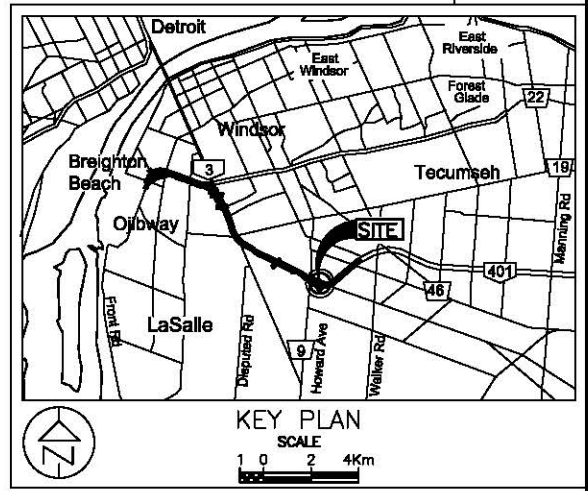 Detroit
East
Windsor
East
Riverside
Forest
Glade
22
Windsor
Breighton
Beach
3
Tecumseh
19
Ojibway
SITE
Manning Rd
401
46
Front Rd
LaSalle
Disputed Rd
9
Howard Ave
Walker Rd
N
KEY PLAN
SCALE
1 0 2 4Km